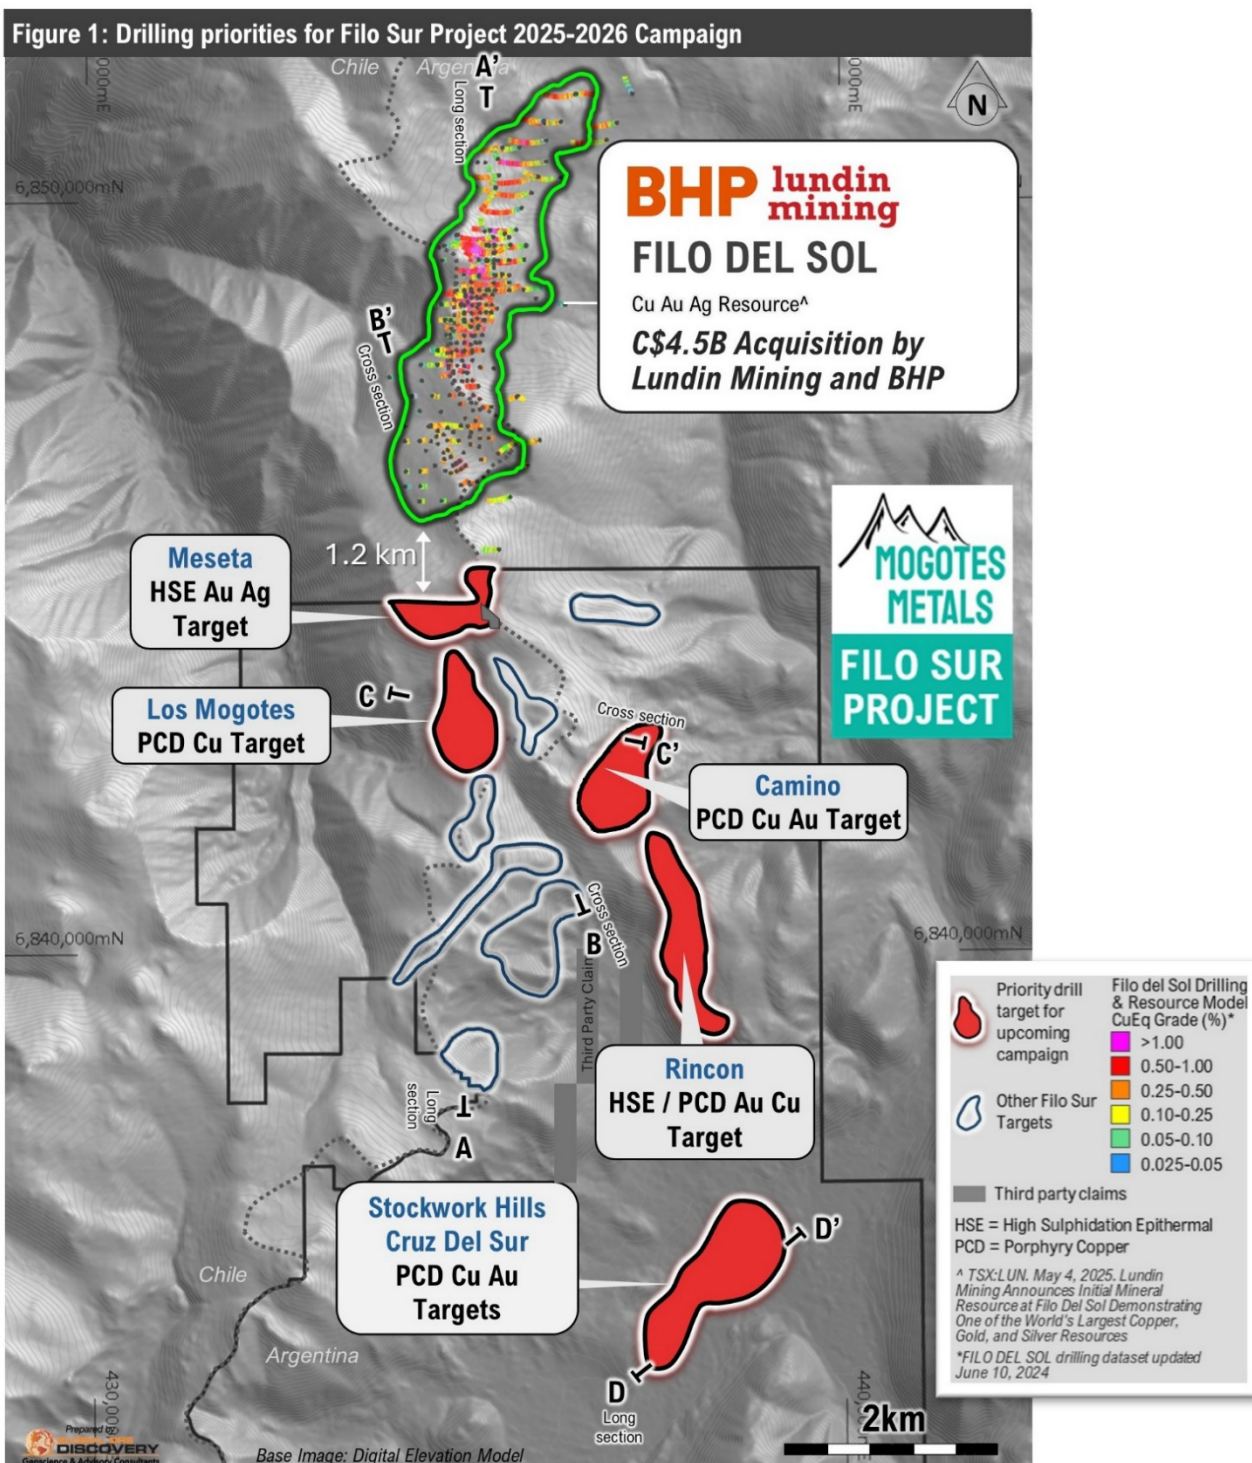 Figure 1: Drilling priorities for Filo Sur Project 2025-2026 Campaign
Chile
Argentina
A'
Long section
N
6,850,000mN
BHP
lundin
mining
FILO DEL SOL
Cu Au Ag Resource^
C$4.5B Acquisition by
Lundin Mining and BHP
B'
Cross section
1.2 km
MOGOTES
METALS
FILO SUR
PROJECT
Meseta
HSE Au Ag
Target
Los Mogotes
PCD Cu Target
C
Cross section
C'
Camino
PCD Cu Au Target
Cross section
B
6,840,000mN
6,840,000mN
Third Party Claim
Rincon
HSE / PCD Au Cu
Target
Long
section
A
Stockwork Hills
Cruz Del Sur
PCD Cu Au
Targets
D'
D
Long
section
Chile
Argentina
2km
Prepared by
DISCOVERY
Geoscience & Advisory Consultants
Base Image: Digital Elevation Model
Priority drill
target for
upcoming
campaign
Other Filo Sur
Targets
Filo del Sol Drilling
& Resource Model
CuEq Grade (%)*
>1.00
0.50-1.00
0.25-0.50
0.10-0.25
0.05-0.10
0.025-0.05
Third party claims
HSE = High Sulphidation Epithermal
PCD = Porphyry Copper
^ TSX:LUN. May 4, 2025. Lundin
Mining Announces Initial Mineral
Resource at Filo Del Sol Demonstrating
One of the World's Largest Copper,
Gold, and Silver Resources
*FILO DEL SOL drilling dataset updated
June 10, 2024